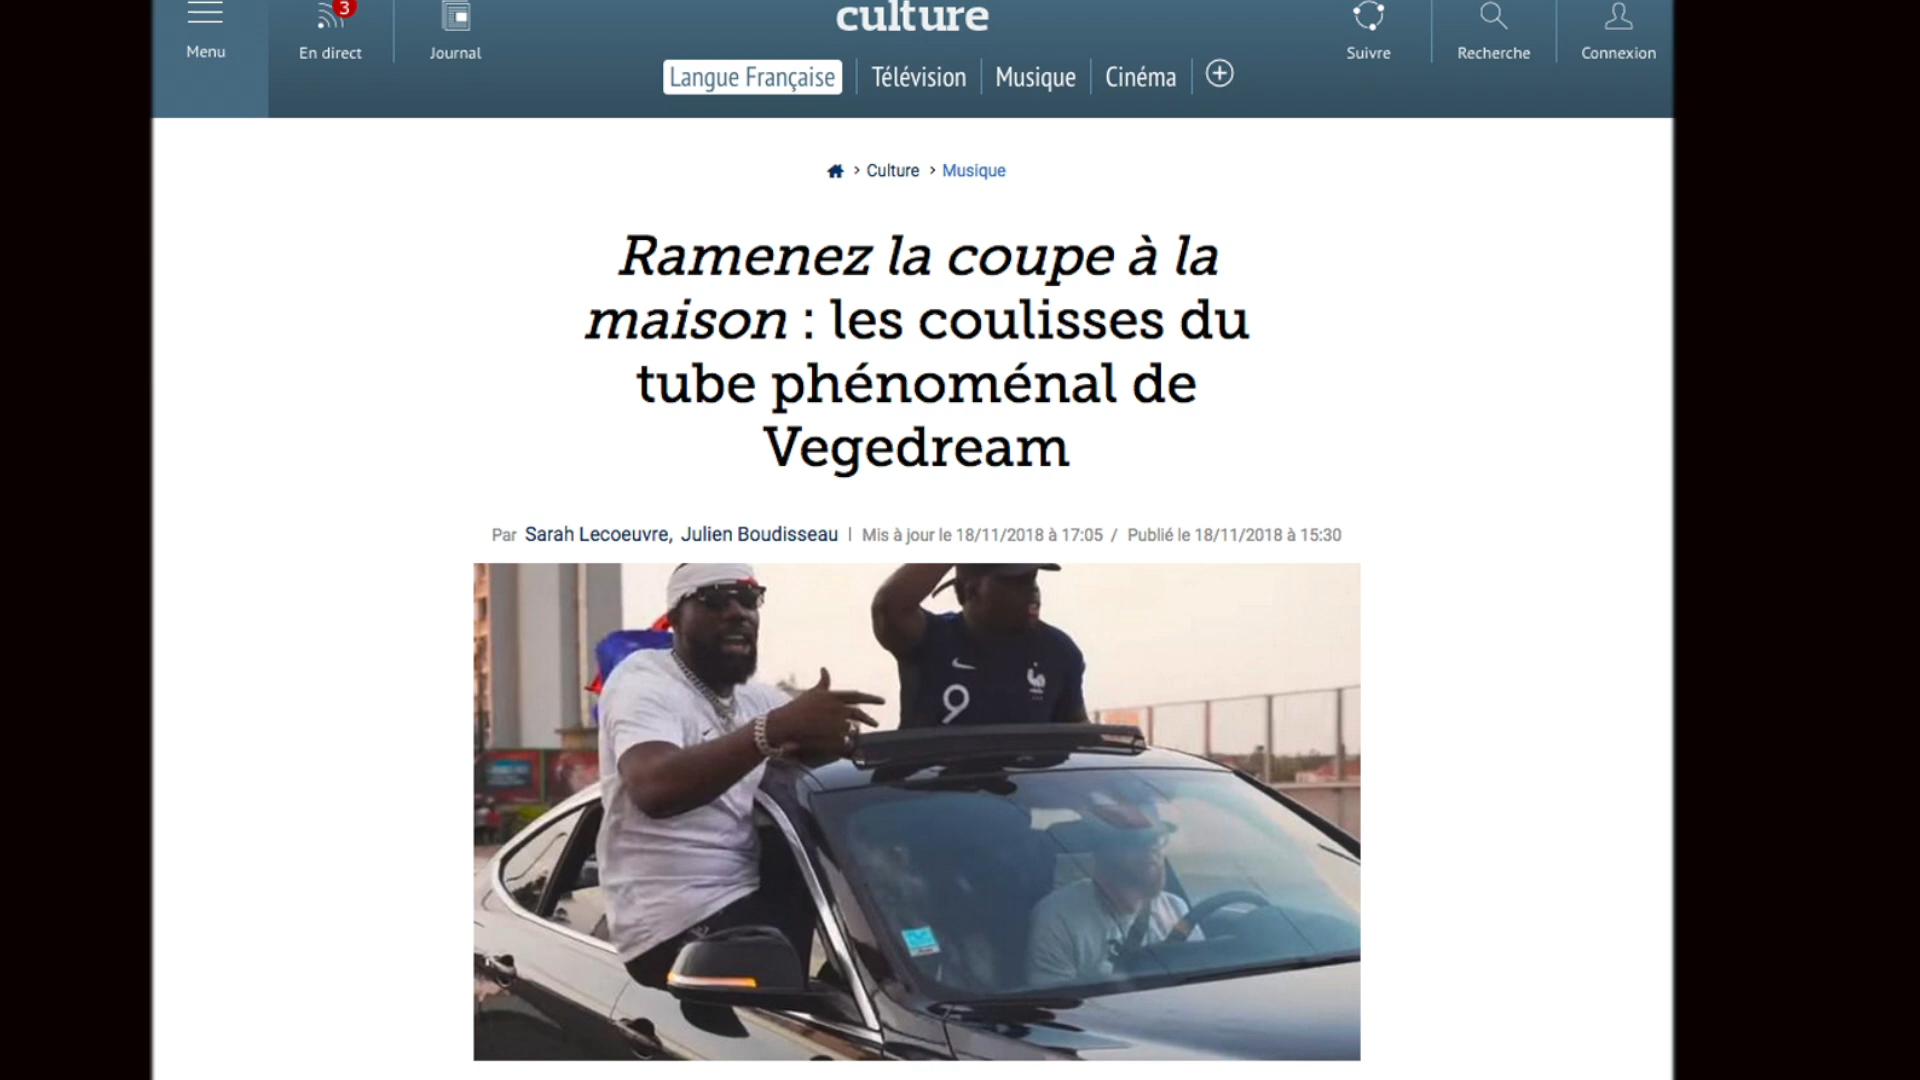 3
Menu
En direct
Journal
culture
Suivre
Recherche
Connexion
Langue Française
Télévision
Musique
Cinéma
> Culture > Musique
Ramenez la coupe à la
maison : les coulisses du
tube phénoménal de
Vegedream
Par Sarah Lecoeuvre, Julien Boudisseau | Mis à jour le 18/11/2018 à 17:05 / Publié le 18/11/2018 à 15:30
9